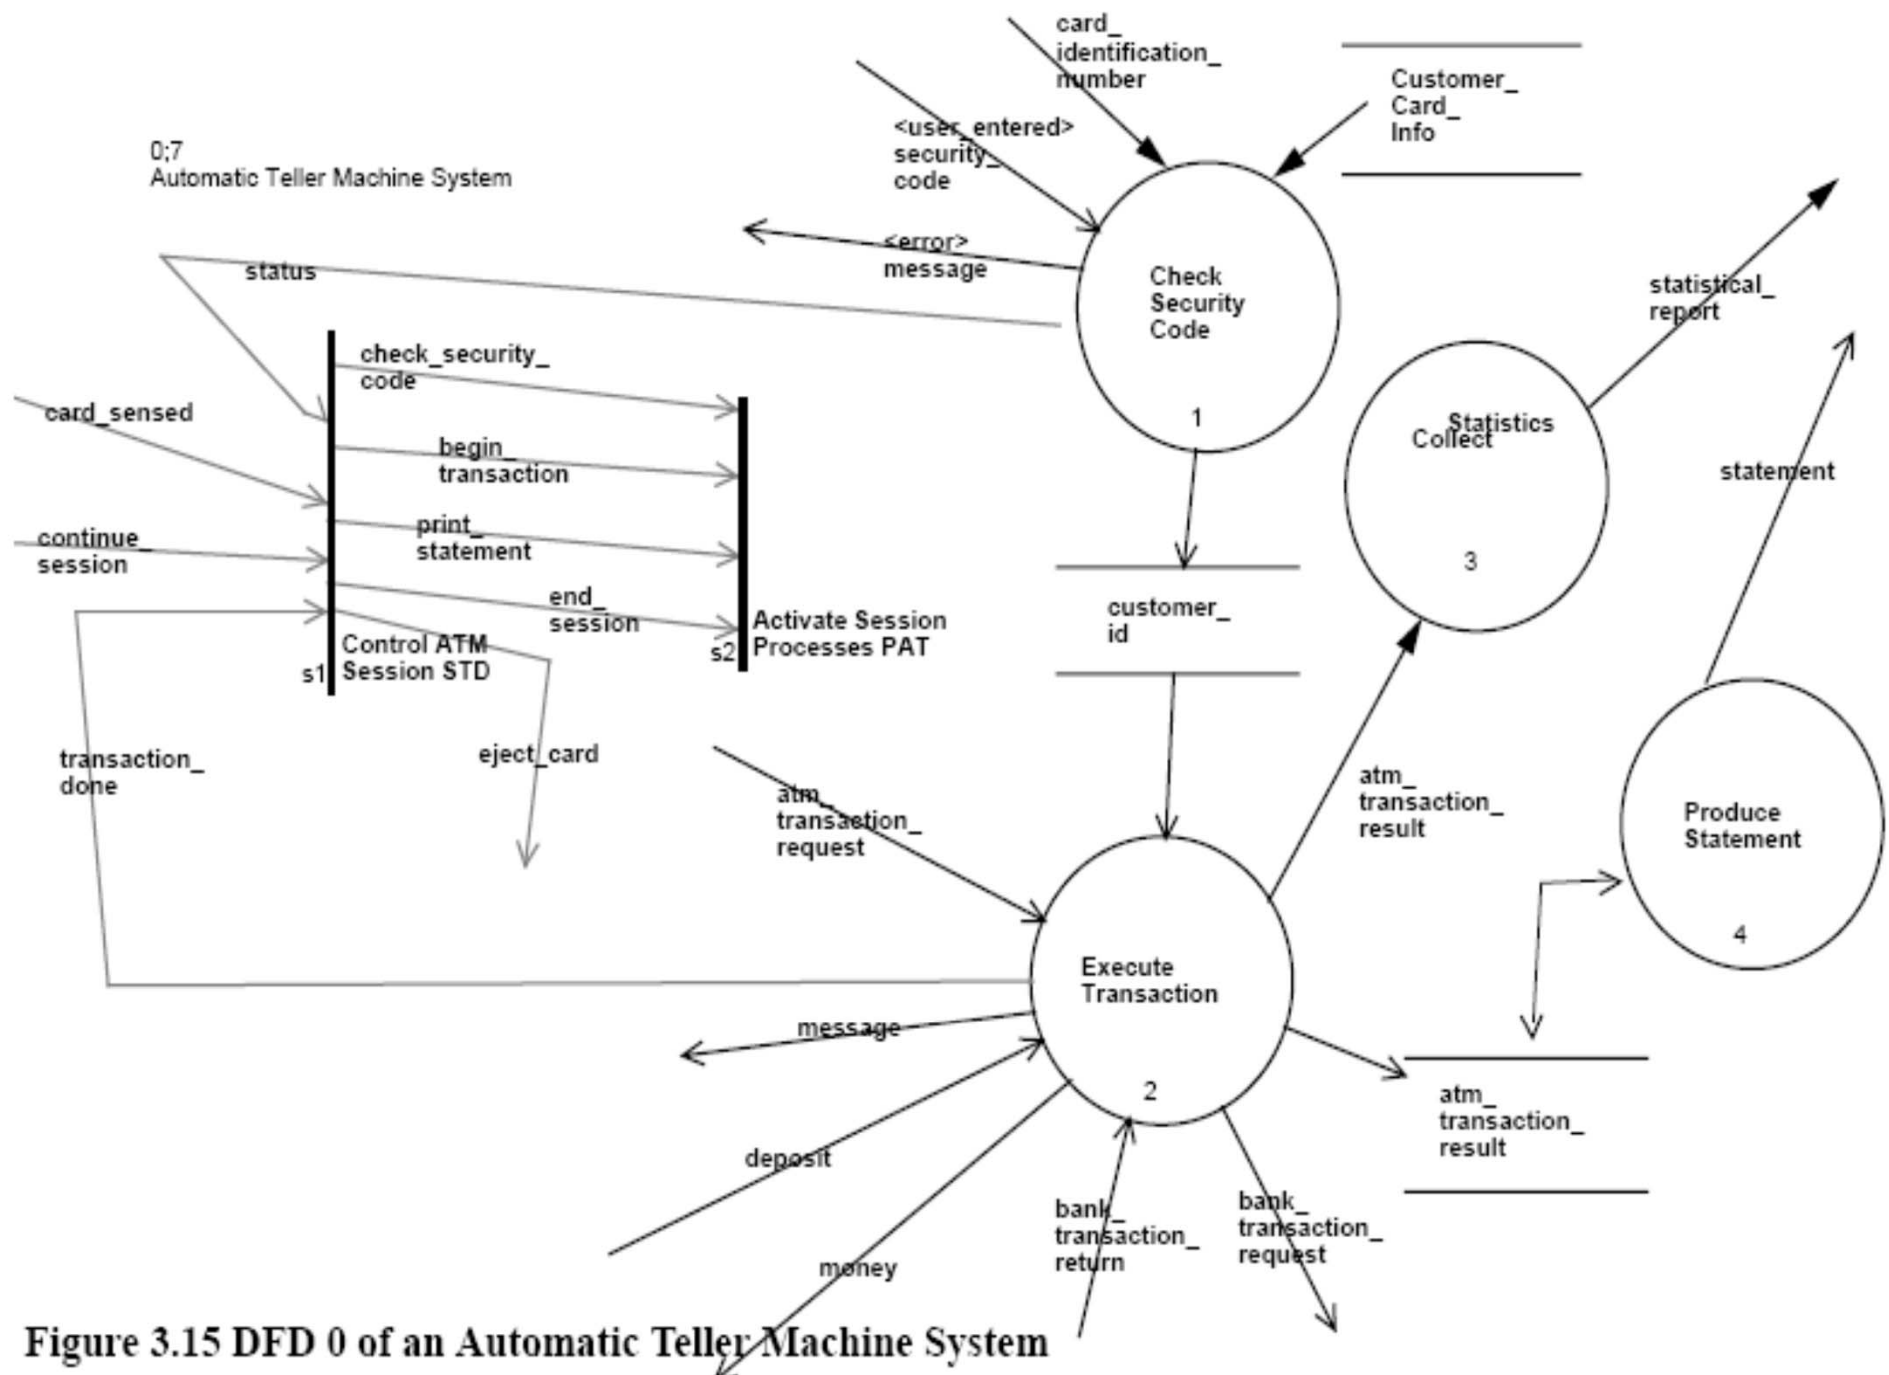 card_
identification_
number
Customer_
Card_
Info
<user_entered>
security_
code
0;7
Automatic Teller Machine System
<error>
message
status
Check
Security
Code
1
statistical_
report
check_security_
code
card_sensed
begin_
transaction
Statistics
Collect
3
statement
continue_
session
print_
statement
end_
session
Activate Session
Processes PAT
s2
Control ATM
Session STD
s1
customer_
id
transaction_
done
eject_card
atm_
transaction_
request
atm_
transaction_
result
Produce
Statement
4
Execute
Transaction
2
message
atm_
transaction_
result
deposit
money
bank_
transaction_
return
bank_
transaction_
request
Figure 3.15 DFD 0 of an Automatic Teller Machine System